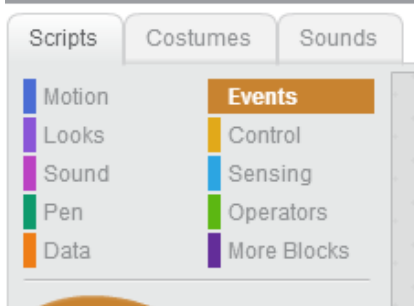 Scripts Costumes Sounds
Motion Events
Looks Control
Sound Sensing
Pen Operators
Data More Blocks